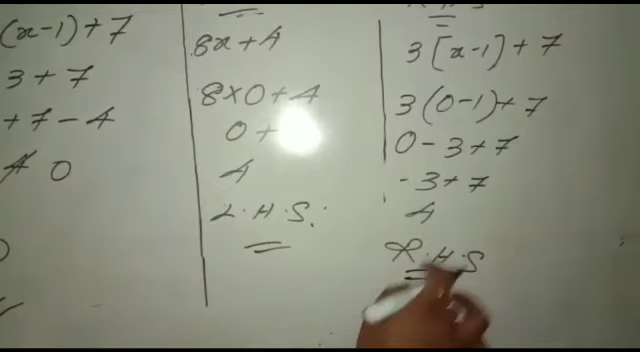 (x-1)+7
3+7
+7-4
0
8x+4
8×0+4
0+
4
L.H.S.
3[x-1]+7
3(0-1)+7
0-3+7
-3+7
4
R.H.S